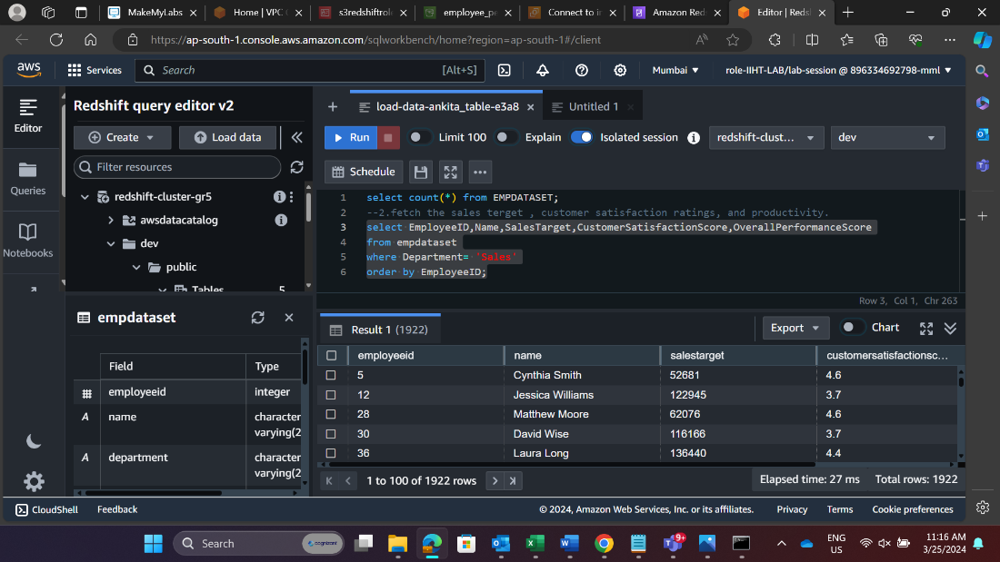 MakeMyLabs
Home | VPC
s3redshiftrole
employee_pe
Connect to in
Amazon Red
Editor | Reds
https://ap-south-1.console.aws.amazon.com/sqlworkbench/home?region=ap-south-1#/client
aws
Services
Search
[Alt+S]
Mumbai
role-IIHT-LAB/lab-session @ 896334692798-mml
Editor
Queries
Notebooks
Redshift query editor v2
Create
Load data
Filter resources
redshift-cluster-gr5
awsdatacatalog
dev
public
Tables 5
load-data-ankita_table-e3a8
Untitled 1
Run
Limit 100
Explain
Isolated session
redshift-clust...
dev
Schedule
1 select count(*) from EMPDATASET;
2 --2.fetch the sales terget , customer satisfaction ratings, and productivity.
3 select EmployeeID,Name,SalesTarget,CustomerSatisfactionScore,OverallPerformanceScore
4 from empdataset
5 where Department= 'Sales'
6 order by EmployeeID;
Row 3, Col 1, Chr 263
empdataset
Field Type
employeeid integer
name character varying(2
department character varying(2
Result 1 (1922)
Export
Chart
employeeid name salestarget customersatisfactionsc...
5 Cynthia Smith 52681 4.6
12 Jessica Williams 122945 3.7
28 Matthew Moore 62076 4.6
30 David Wise 116166 3.7
36 Laura Long 136440 4.4
1 to 100 of 1922 rows
Elapsed time: 27 ms Total rows: 1922
CloudShell
Feedback
© 2024, Amazon Web Services, Inc. or its affiliates.
Privacy
Terms
Cookie preferences
Search
cognizant
9+
ENG
US
11:16 AM
3/25/2024